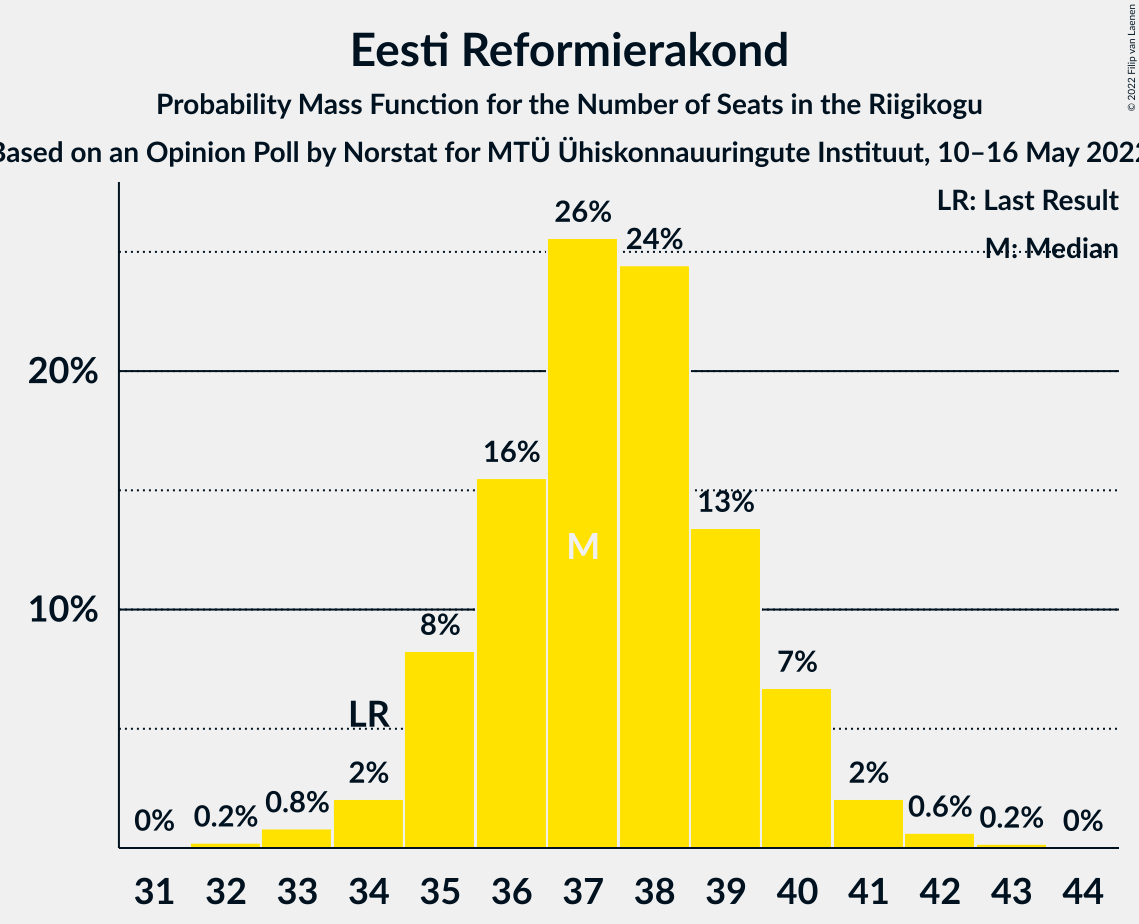 Eesti Reformierakond
Probability Mass Function for the Number of Seats in the Riigikogu
Based on an Opinion Poll by Norstat for MTÜ Ühiskonnauuringute Instituut, 10–16 May 2022
© 2022 Filip van Laenen
LR: Last Result
M: Median
26%
24%
20%
16%
13%
M
10%
8%
7%
LR
2%
2%
0%
0.2%
0.8%
0.6%
0.2%
0%
31 32 33 34 35 36 37 38 39 40 41 42 43 44